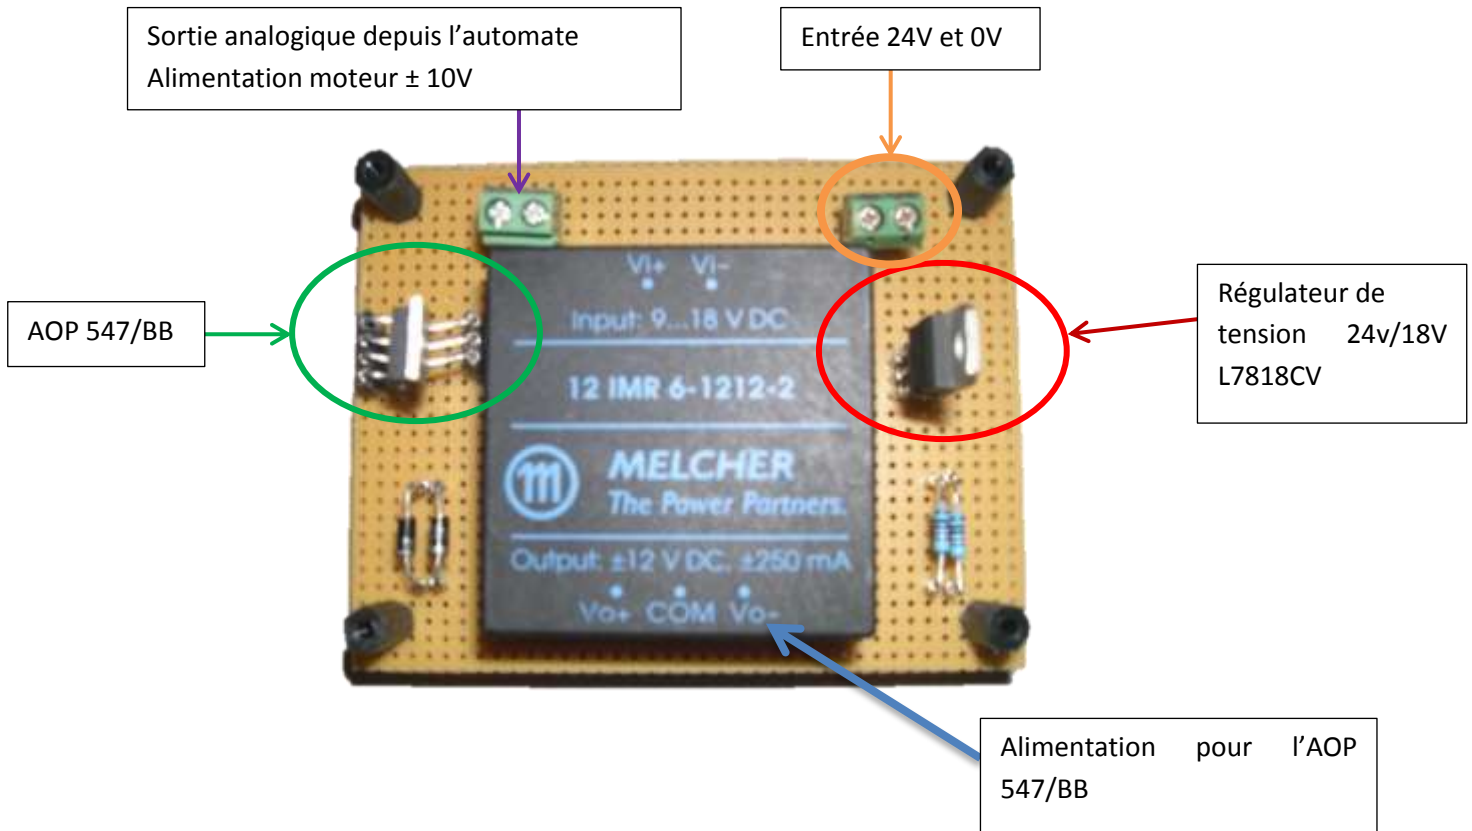 Sortie analogique depuis l’automate
Alimentation moteur ± 10V
Entrée 24V et 0V
AOP 547/BB
Régulateur de
tension 24v/18V
L7818CV
Vi+ Vi-
Input: 9...18 V DC
12 IMR 6-1212-2
m MELCHER
The Power Partners.
Output: ±12 V DC, ±250 mA
Vo+ COM Vo-
Alimentation pour l’AOP
547/BB